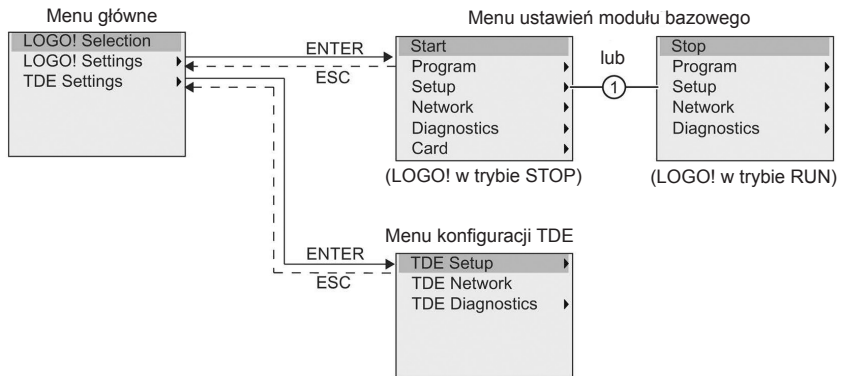 Menu główne
LOGO! Selection
LOGO! Settings
TDE Settings
ENTER
ESC
Menu ustawień modułu bazowego
Start
Program
Setup
Network
Diagnostics
Card
(LOGO! w trybie STOP)
lub
1
Stop
Program
Setup
Network
Diagnostics
(LOGO! w trybie RUN)
ENTER
ESC
Menu konfiguracji TDE
TDE Setup
TDE Network
TDE Diagnostics